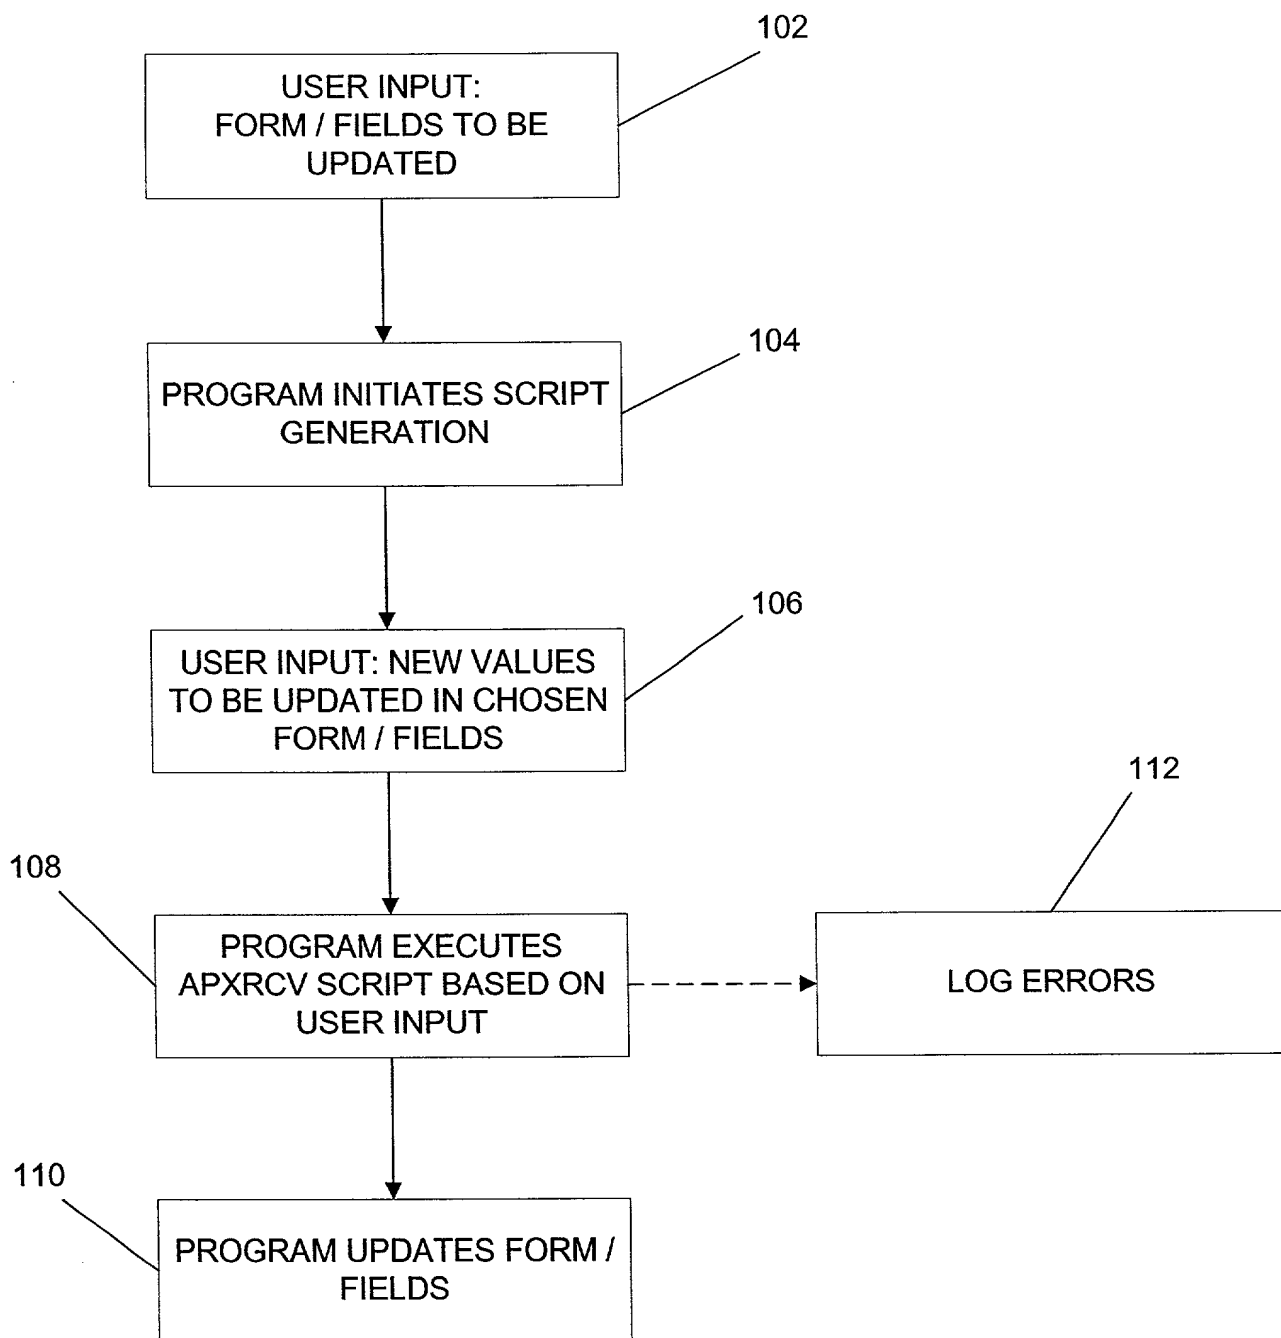 102
USER INPUT:
FORM / FIELDS TO BE
UPDATED
104
PROGRAM INITIATES SCRIPT
GENERATION
106
USER INPUT: NEW VALUES
TO BE UPDATED IN CHOSEN
FORM / FIELDS
112
108
PROGRAM EXECUTES
APXRCV SCRIPT BASED ON
USER INPUT
LOG ERRORS
110
PROGRAM UPDATES FORM /
FIELDS